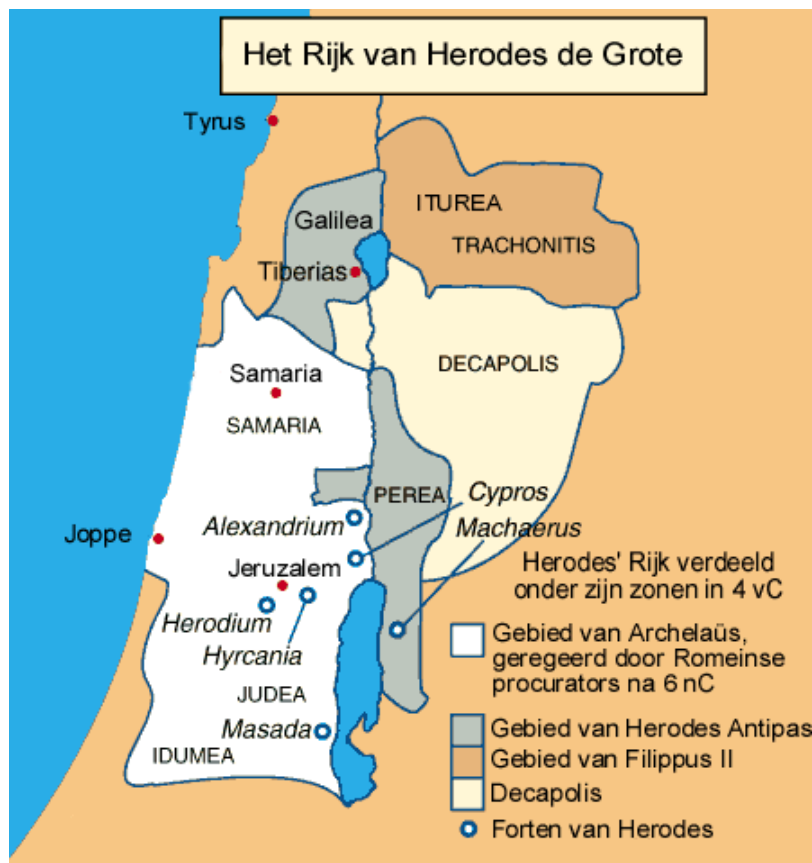 Het Rijk van Herodes de Grote
Tyrus
ITUREA
Galilea
TRACHONITIS
Tiberias
DECAPOLIS
Samaria
SAMARIA
PEREA
Cypros
Alexandrium
Machaerus
Joppe
Jeruzalem
Herodium
Hyrcania
JUDEA
Masada
IDUMEA
Herodes' Rijk verdeeld
onder zijn zonen in 4 vC
Gebied van Archelaüs,
geregeerd door Romeinse
procurators na 6 nC
Gebied van Herodes Antipas
Gebied van Filippus II
Decapolis
Forten van Herodes